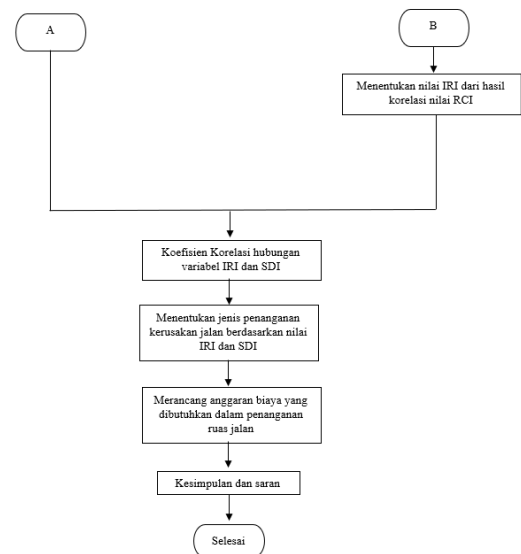 A
B
Menentukan nilai IRI dari hasil
korelasi nilai RCI
Koefisien Korelasi hubungan
variabel IRI dan SDI
Menentukan jenis penanganan
kerusakan jalan berdasarkan nilai
IRI dan SDI
Merancang anggaran biaya yang
dibutuhkan dalam penanganan
ruas jalan
Kesimpulan dan saran
Selesai